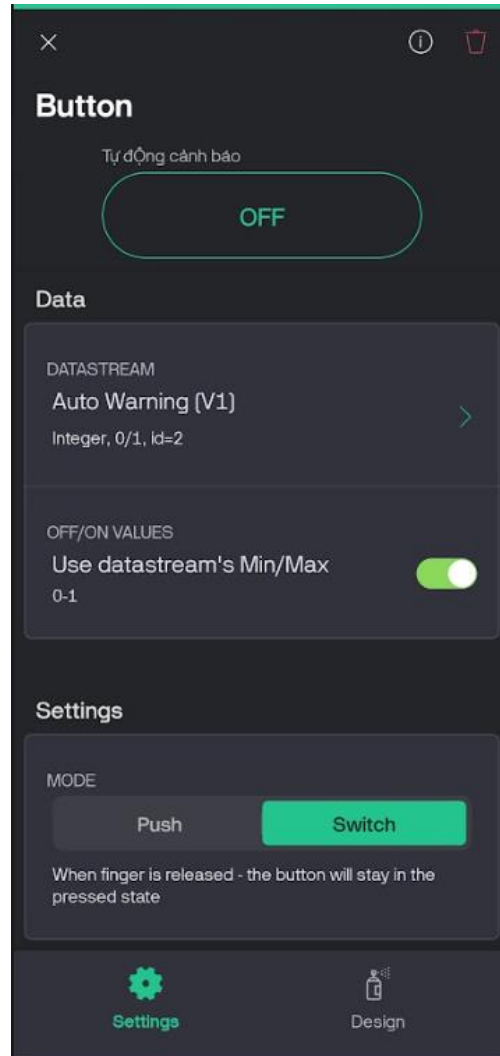 Button
Tự động cảnh báo
OFF
Data
DATASTREAM
Auto Warning (V1)
Integer, 0/1, id=2
OFF/ON VALUES
Use datastream's Min/Max
0-1
Settings
MODE
Push
Switch
When finger is released - the button will stay in the
pressed state
Settings
Design